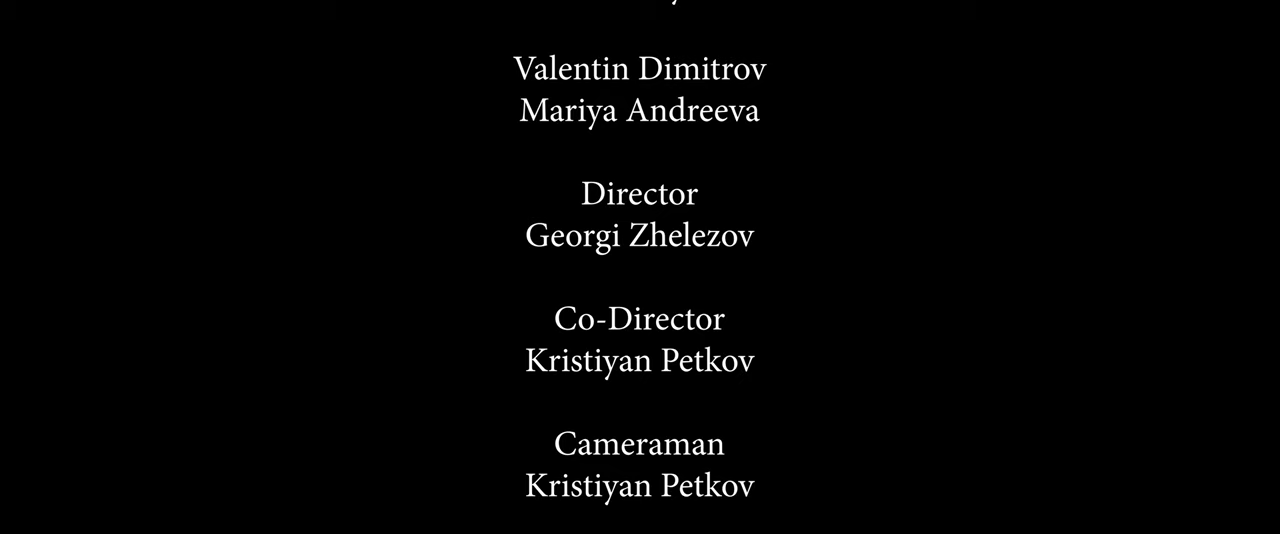 Valentin Dimitrov
Mariya Andreeva
Director
Georgi Zhelezov
Co-Director
Kristiyan Petkov
Cameraman
Kristiyan Petkov